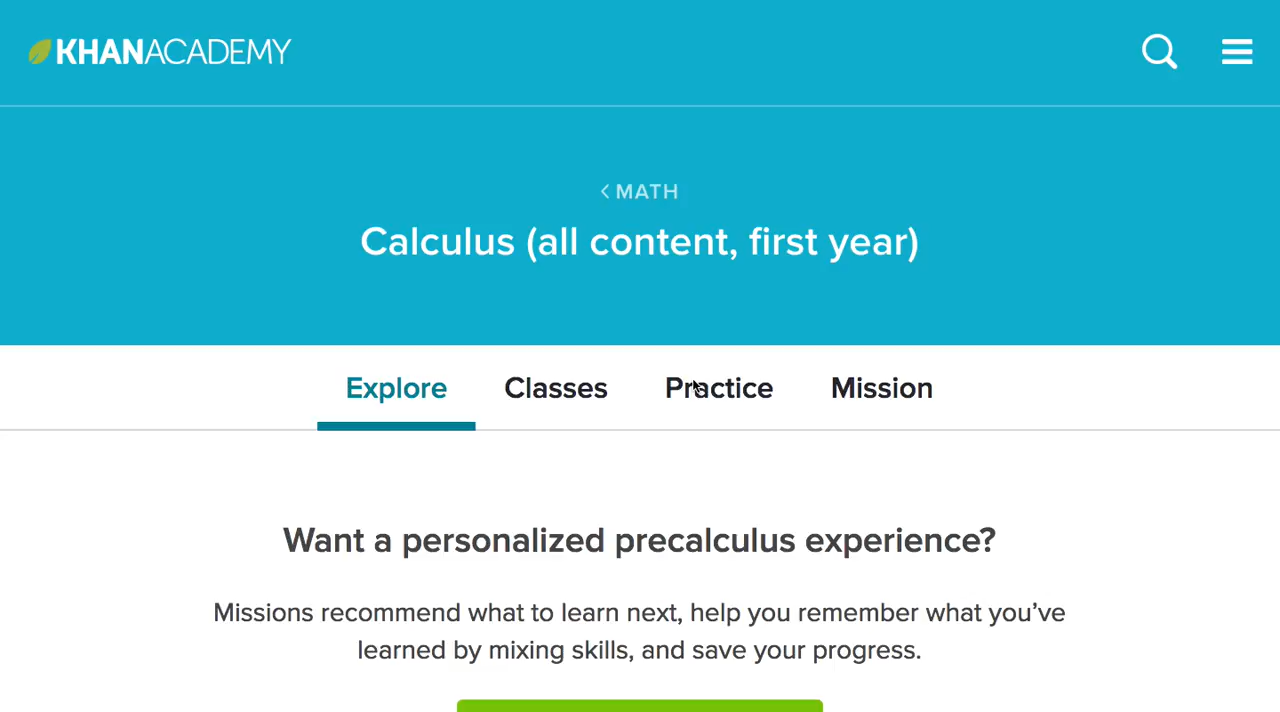 KHANACADEMY
MATH
Calculus (all content, first year)
Explore Classes Practice Mission
Want a personalized precalculus experience?
Missions recommend what to learn next, help you remember what you’ve
learned by mixing skills, and save your progress.